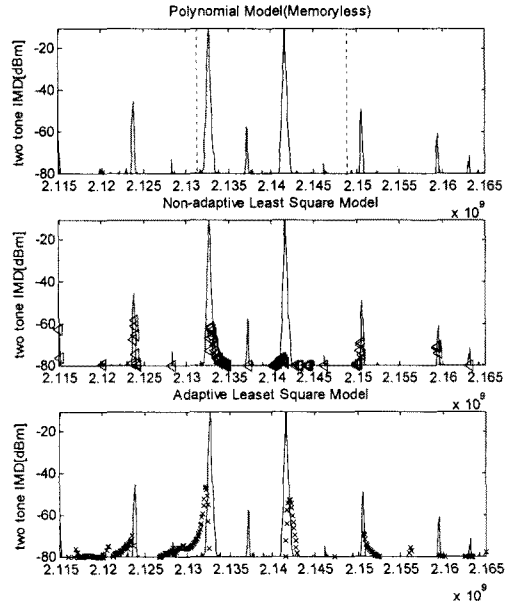 Polynomial Model(Memoryless)
-20
-40
-60
-80
two tone IMD[dBm]
2.115 2.12 2.125 2.13 2.135 2.14 2.145 2.15 2.155 2.16 2.165
x 10^9
Non-adaptive Least Square Model
-20
-40
-60
-80
two tone IMD[dBm]
2.115 2.12 2.125 2.13 2.135 2.14 2.145 2.15 2.155 2.16 2.165
x 10^9
Adaptive Leaset Square Model
-20
-40
-60
-80
two tone IMD[dBm]
2.115 2.12 2.125 2.13 2.135 2.14 2.145 2.15 2.155 2.16 2.165
x 10^9